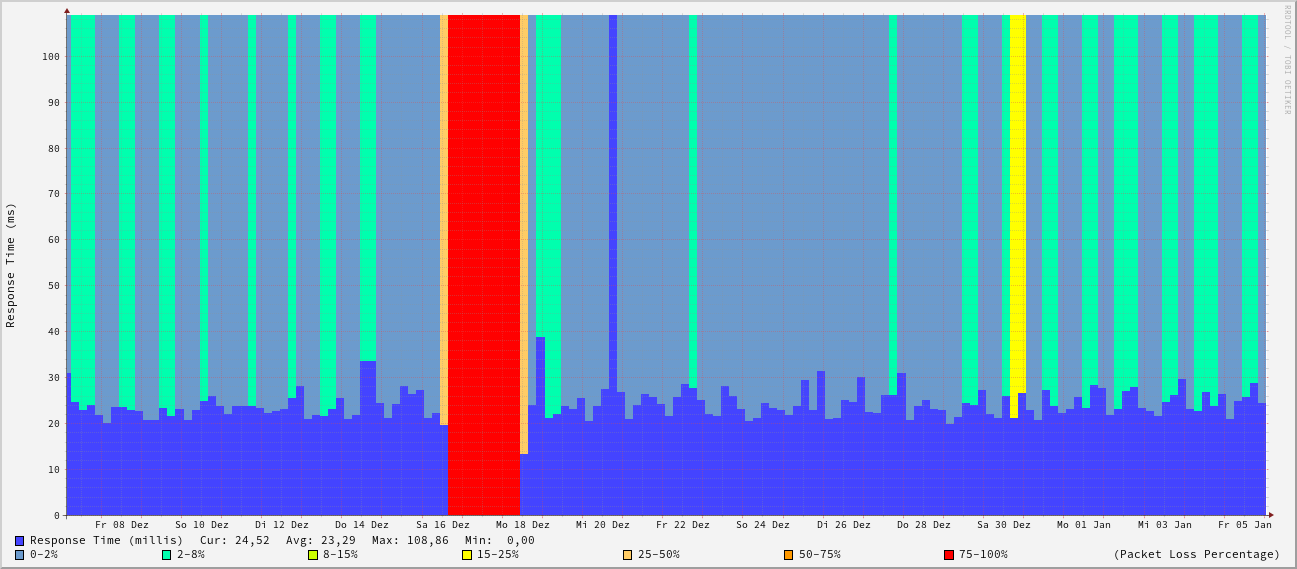 RRDTOOL / TOBI OETIKER
Response Time (ms)
100
90
80
70
60
50
40
30
20
10
0
Fr 08 Dez So 10 Dez Di 12 Dez Do 14 Dez Sa 16 Dez Mo 18 Dez Mi 20 Dez Fr 22 Dez So 24 Dez Di 26 Dez Do 28 Dez Sa 30 Dez Mo 01 Jan Mi 03 Jan Fr 05 Jan
Response Time (millis) Cur: 24,52 Avg: 23,29 Max: 108,86 Min: 0,00
0-2% 2-8% 8-15% 15-25% 25-50% 50-75% 75-100% (Packet Loss Percentage)